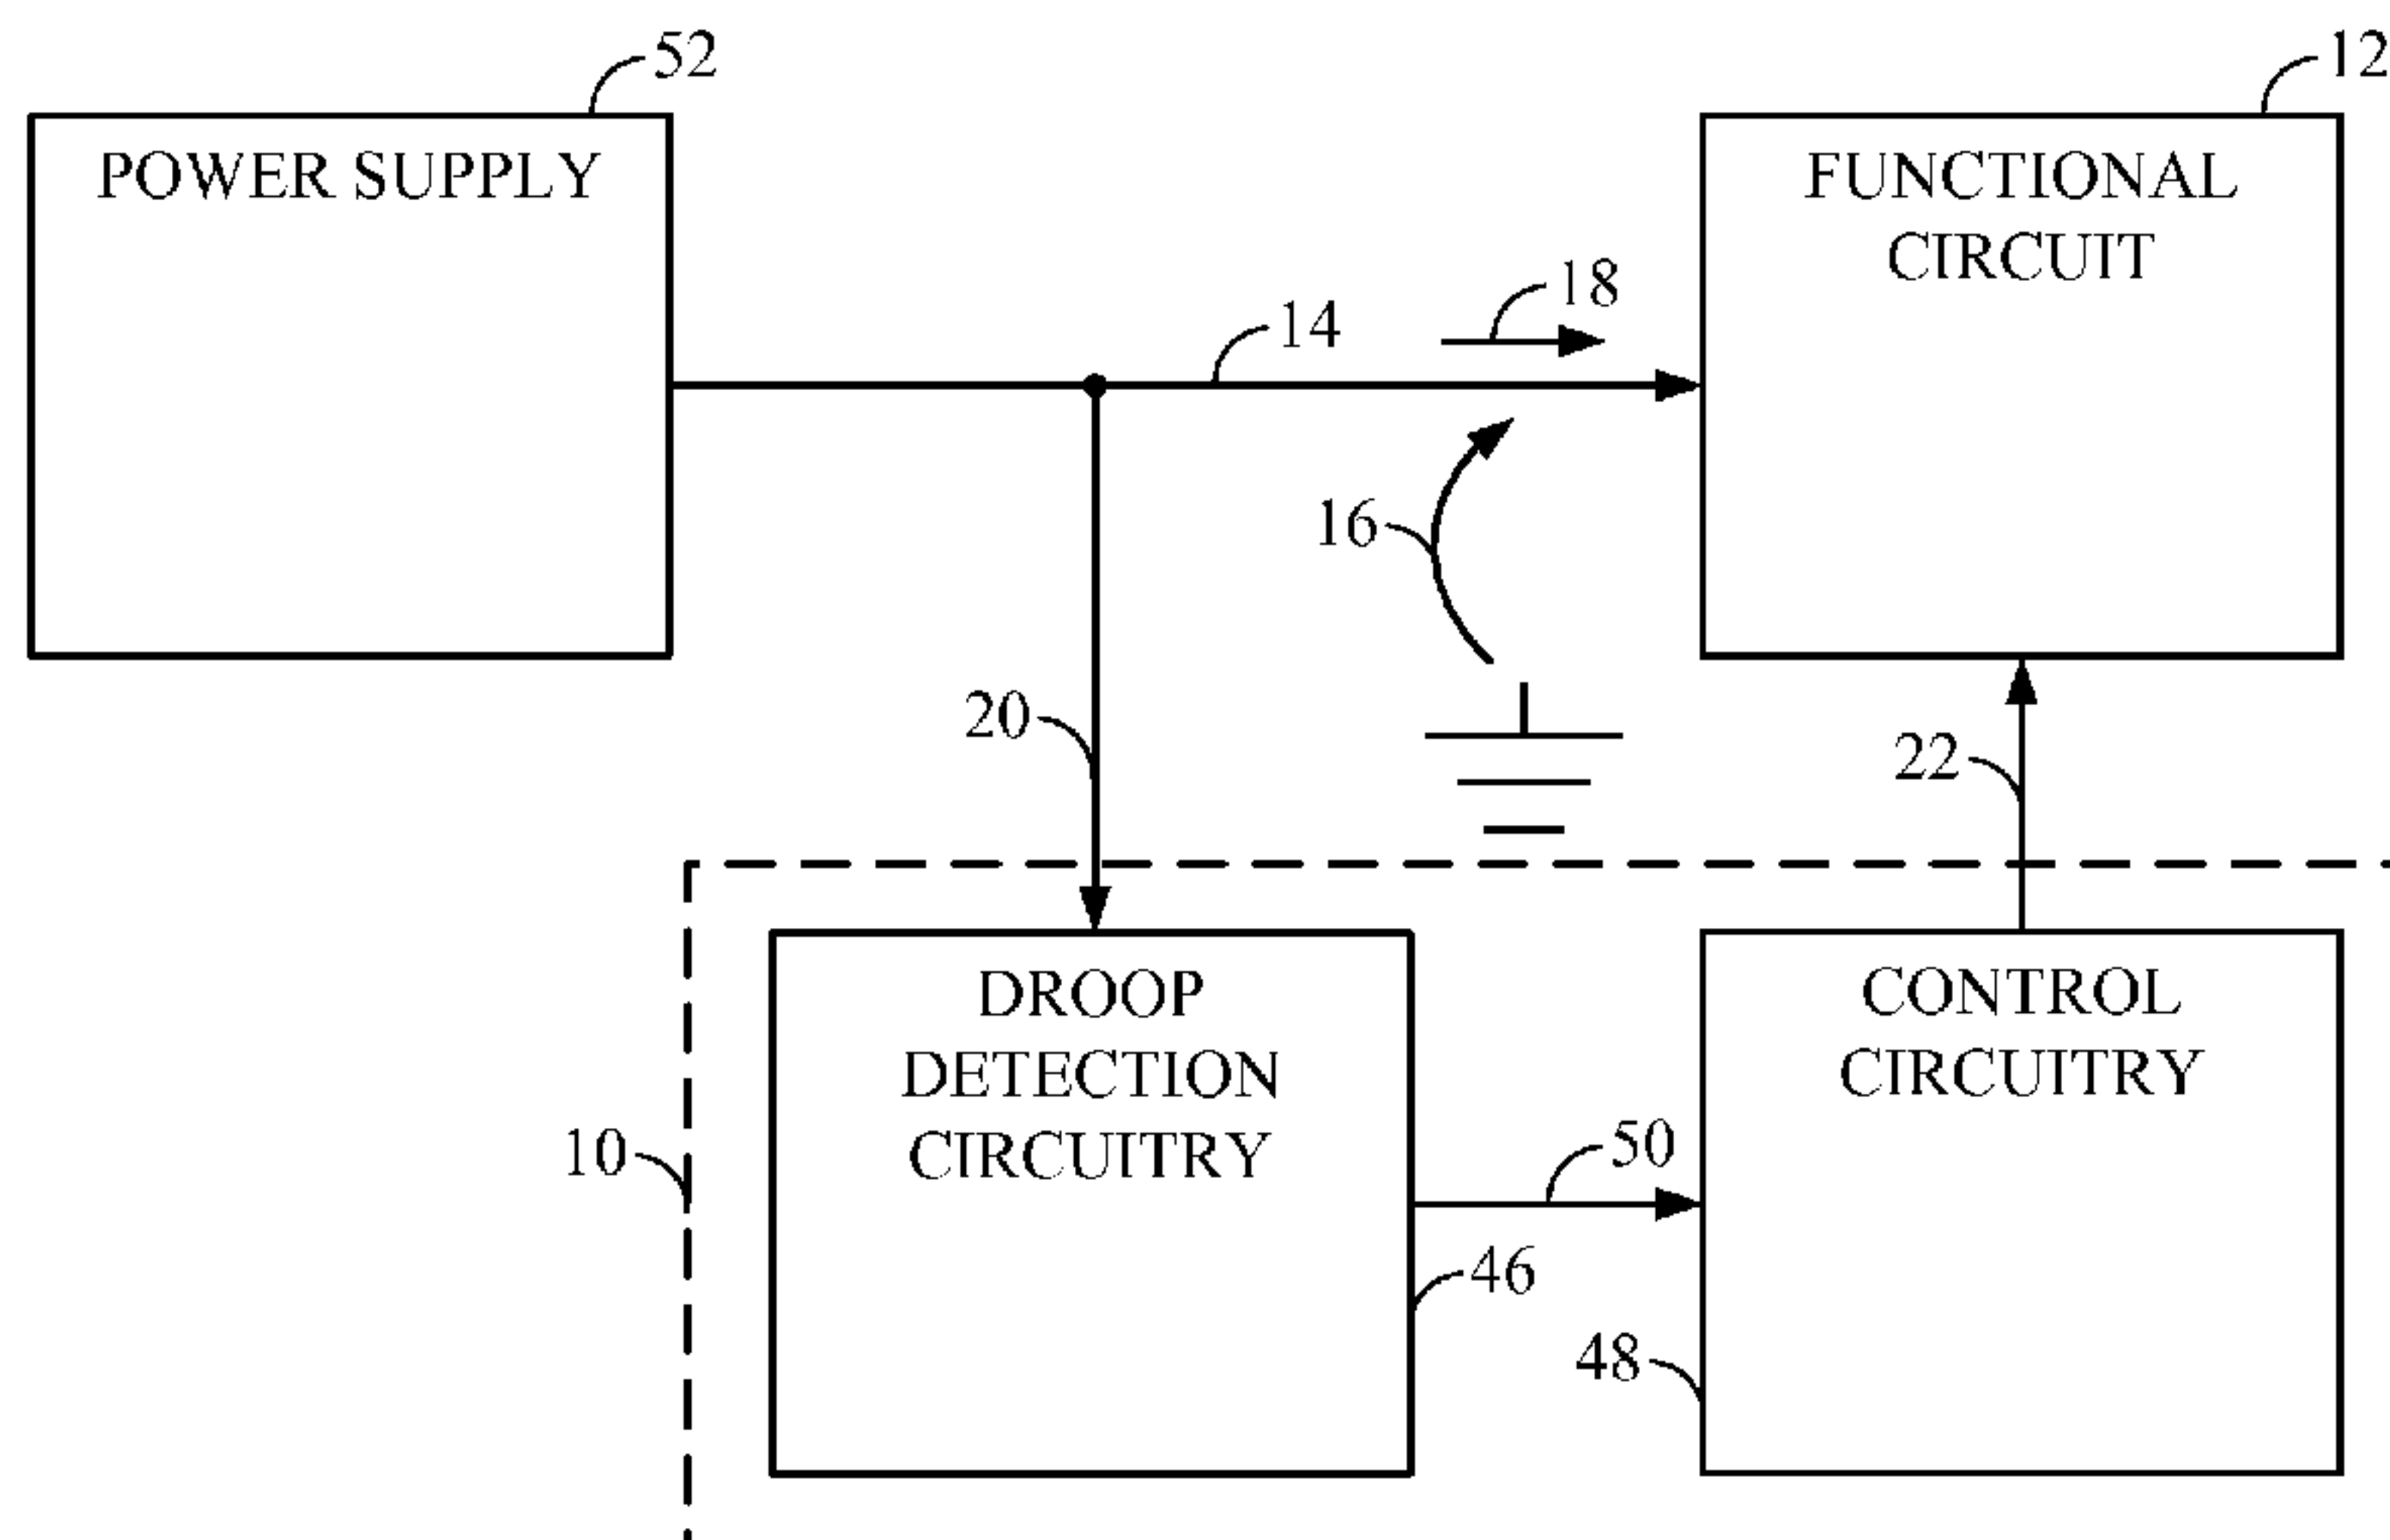 52
12
POWER SUPPLY
FUNCTIONAL
CIRCUIT
18
14
16
20
22
DROOP
DETECTION
CIRCUITRY
CONTROL
CIRCUITRY
10
50
46
48